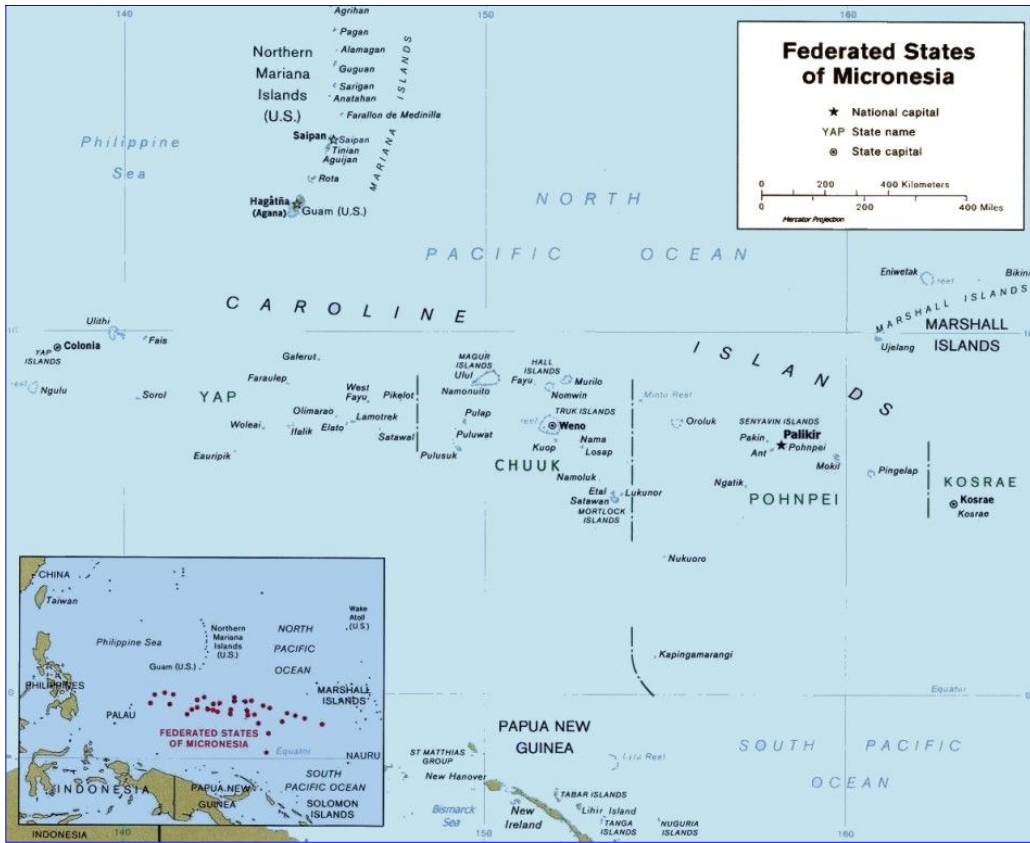 140
150
160
Agrihan
Pagan
Northern
Mariana
Islands
(U.S.)
Alamagan
Guguan
Sarigan
Anatahan
Farallon de Medinilla
MARIANA ISLANDS
Saipan
Saipan
Tinian
Aguijan
Rota
Hagåtña
(Agana)
Guam (U.S.)
Philippine
Sea
NORTH
PACIFIC OCEAN
Federated States
of Micronesia
National capital
YAP State name
State capital
0 200 400 Kilometers
0 200 400 Miles
Mercator Projection
Eniwetak
reef
Bikini
MARSHALL ISLANDS
MARSHALL
ISLANDS
Ujelang
CAROLINE ISLANDS
10
10
Ulithi
Fais
YAP
ISLANDS
Colonia
reef
Ngulu
Sorol
YAP
Gaferut
Faraulep
West
Fayu
Pikelot
Olimarao
Lamotrek
Woleai
Ifalik
Elato
Satawal
Eauripik
MAGUR
ISLANDS
Ulul
Namonuito
Pulap
Puluwat
Pulusuk
HALL
ISLANDS
Fayu
Murilo
Nomwin
TRUK ISLANDS
reef
Weno
Kuop
Nama
Losap
CHUUK
Namoluk
Etal
Lukunor
Satawan
MORTLOCK
ISLANDS
Minto Reef
Oroluk
SENYAVIN ISLANDS
Palikir
Pakin
Pohnpei
Ant
Mokil
Pingelap
Ngatik
POHNPEI
KOSRAE
Kosrae
Kosrae
Nukuoro
Kapingamarangi
Equator
0
PAPUA NEW
GUINEA
SOUTH PACIFIC
OCEAN
ST MATTHIAS
GROUP
New Hanover
Bismarck
Sea
New
Ireland
TABAR ISLANDS
Lihir Island
TANGA
ISLANDS
NUGURIA
ISLANDS
150
160
CHINA
Taiwan
Philippine Sea
Northern
Mariana
Islands
(U.S.)
Guam (U.S.)
NORTH
PACIFIC
OCEAN
Wake
Atoll
(U.S.)
PHILIPPINES
PALAU
MARSHALL
ISLANDS
FEDERATED STATES
OF MICRONESIA
Equator
NAURU
INDONESIA
PAPUA NEW
GUINEA
SOUTH
PACIFIC OCEAN
SOLOMON
ISLANDS
0
INDONESIA
140